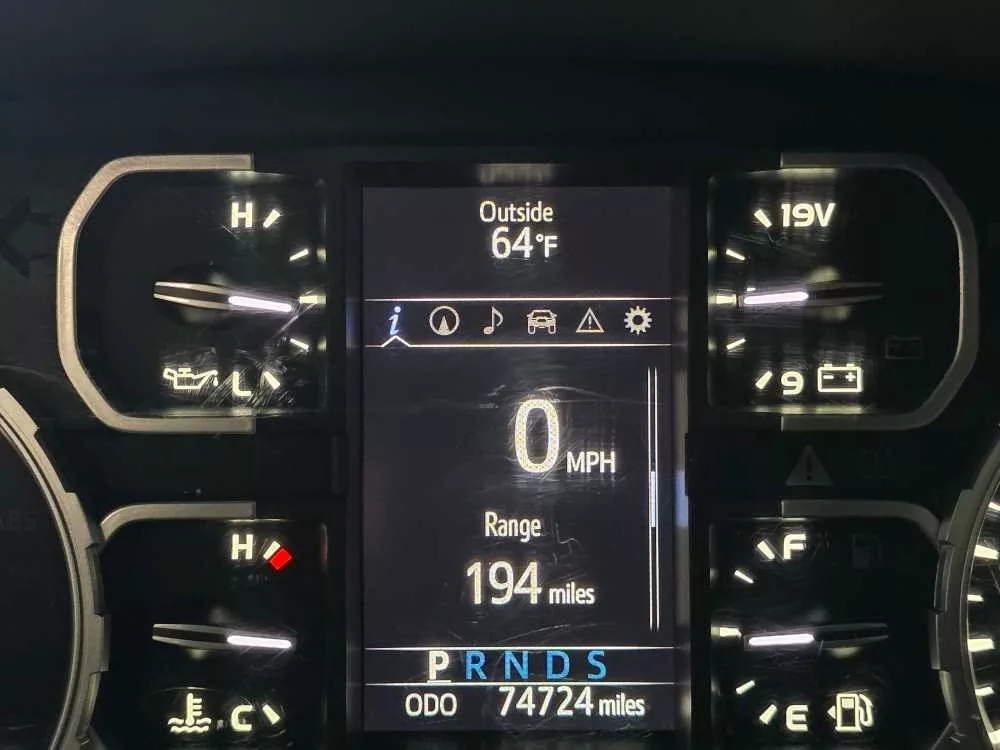 Outside
64°F
H
19V
L
9
0 MPH
Range
194 miles
H
F
P R N D S
C
E
ODO 74724 miles